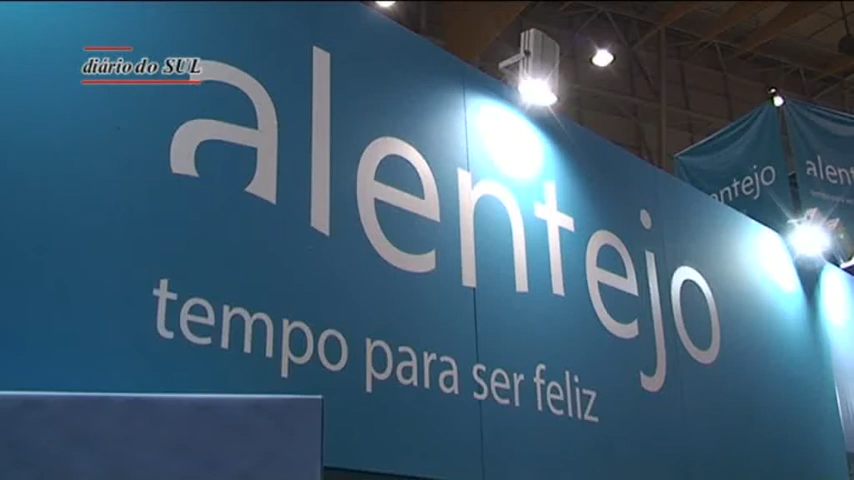 diário do SUL
alentejo
tempo para ser feliz
alentejo
alent